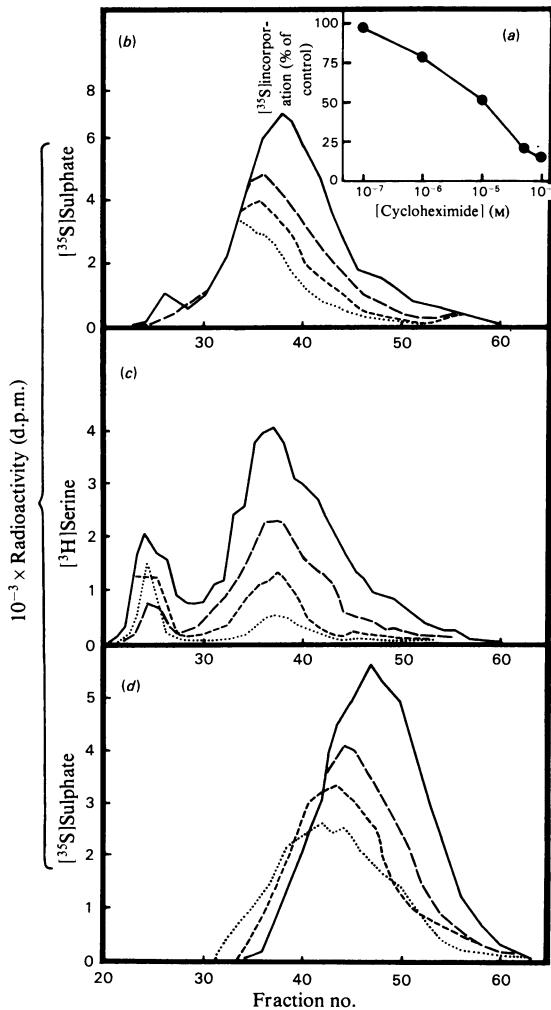 (b)
8
6
4
2
0
[³⁵S]Sulphate
30
40
50
60
(a)
[³⁵S]incorpor-
ation (% of
control)
100
75
50
25
0
10⁻⁷
10⁻⁶
10⁻⁵
10⁻
[Cycloheximide] (M)
10⁻³ × Radioactivity (d.p.m.)
(c)
4
3
2
1
0
[³H]Serine
30
40
50
60
(d)
5
4
3
2
1
0
[³⁵S]Sulphate
20
30
40
50
60
Fraction no.